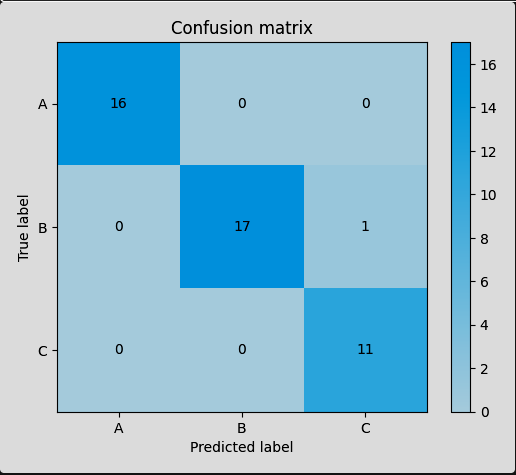 Confusion matrix
A 16 0 0
B 0 17 1
C 0 0 11
A B C
True label
Predicted label
16
14
12
10
8
6
4
2
0